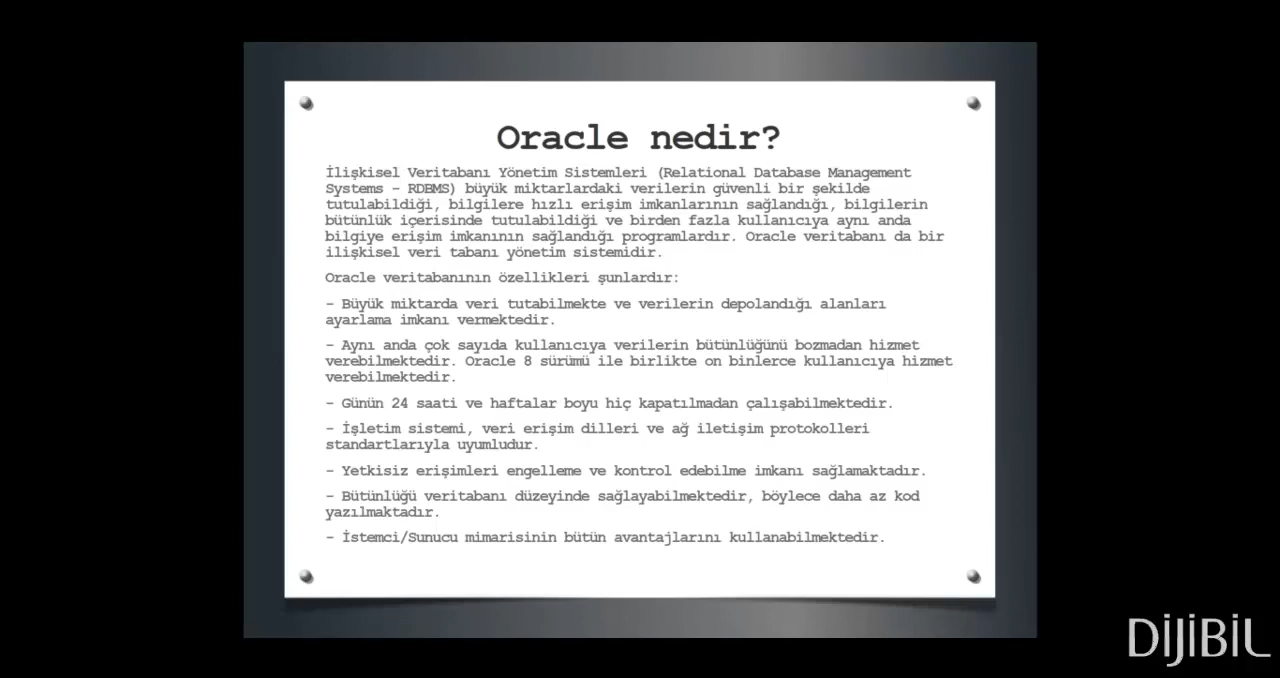 Oracle nedir?
İlişkisel Veritabanı Yönetim Sistemleri (Relational Database Management
Systems – RDBMS) büyük miktarlardaki verilerin güvenli bir şekilde
tutulabildiği, bilgilere hızlı erişim imkanlarının sağlandığı, bilgilerin
bütünlük içerisinde tutulabildiği ve birden fazla kullanıcıya aynı anda
bilgiye erişim imkanının sağlandığı programlardır. Oracle veritabanı da bir
ilişkisel veri tabanı yönetim sistemidir.
Oracle veritabanının özellikleri şunlardır:
– Büyük miktarda veri tutabilmekte ve verilerin depolandığı alanları
ayarlama imkanı vermektedir.
– Aynı anda çok sayıda kullanıcıya verilerin bütünlüğünü bozmadan hizmet
verebilmektedir. Oracle 8 sürümü ile birlikte on binlerce kullanıcıya hizmet
verebilmektedir.
– Günün 24 saati ve haftalar boyu hiç kapatılmadan çalışabilmektedir.
– İşletim sistemi, veri erişim dilleri ve ağ iletişim protokolleri
standartlarıyla uyumludur.
– Yetkisiz erişimleri engelleme ve kontrol edebilme imkanı sağlamaktadır.
– Bütünlüğü veritabanı düzeyinde sağlayabilmektedir, böylece daha az kod
yazılmaktadır.
– İstemci/Sunucu mimarisinin bütün avantajlarını kullanabilmektedir.
DİJİBİL